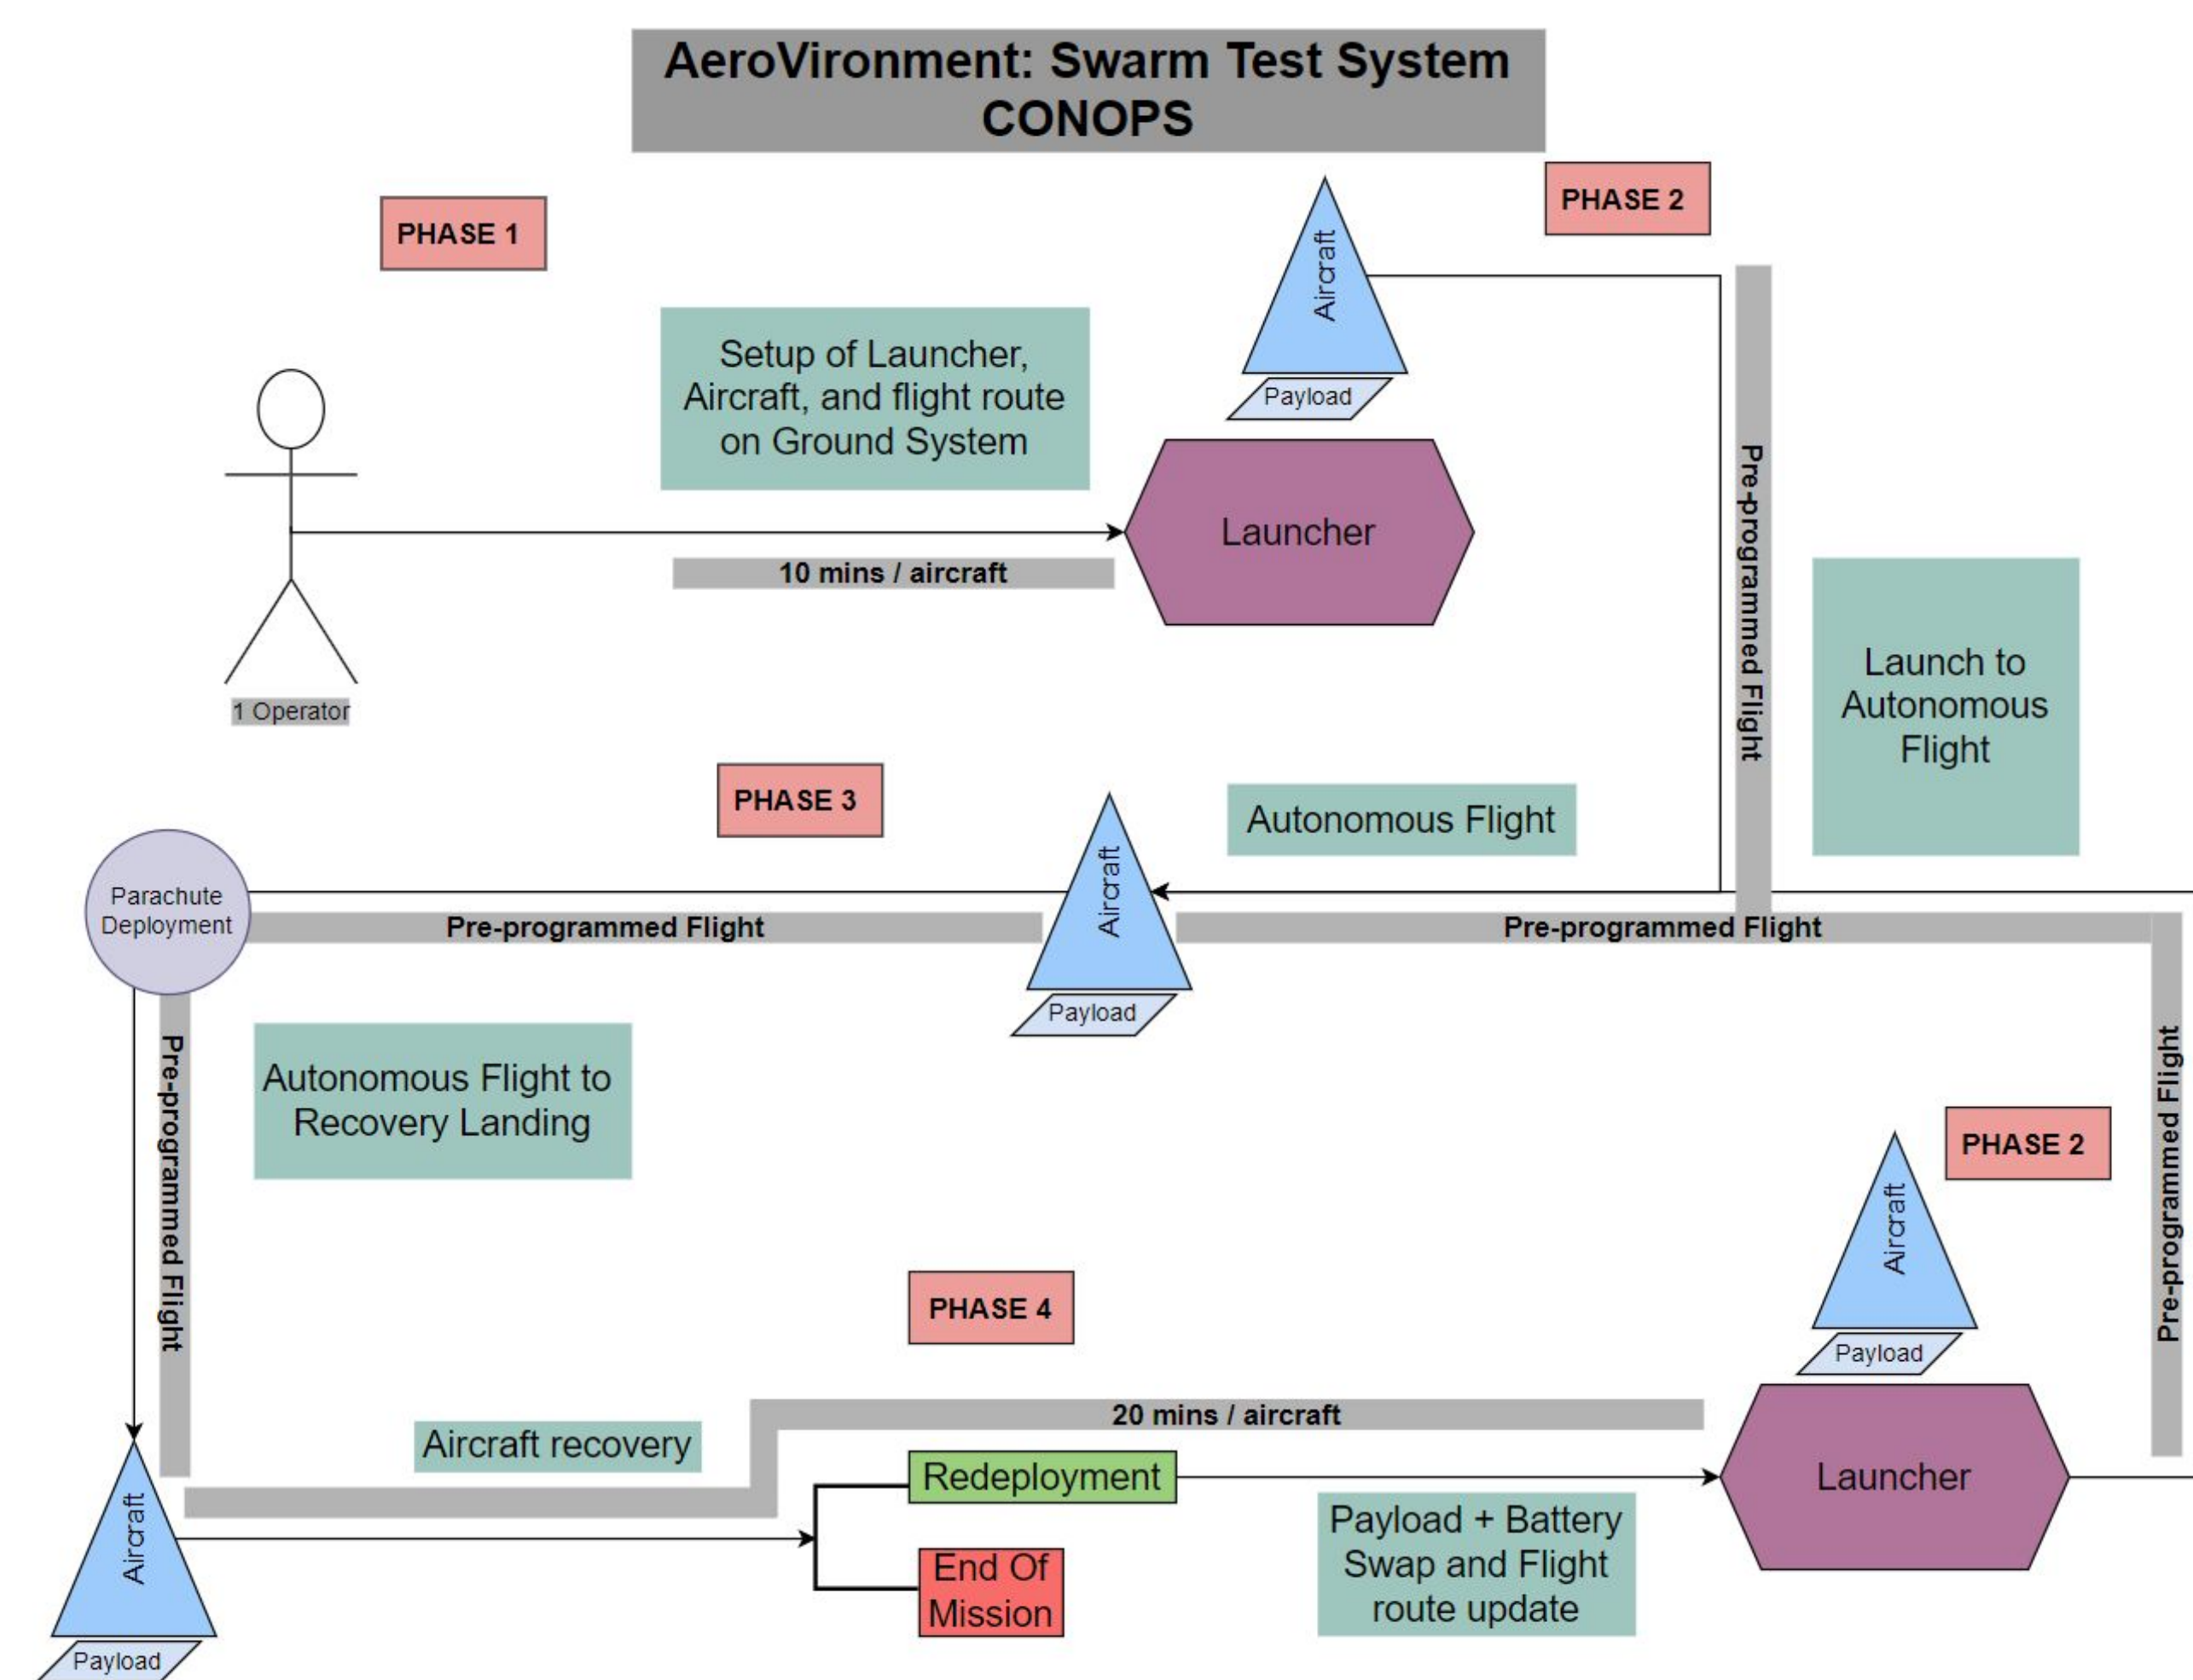 AeroVironment: Swarm Test System
CONOPS
PHASE 1
PHASE 2
Aircraft
Payload
Setup of Launcher,
Aircraft, and flight route
on Ground System
Launcher
10 mins / aircraft
1 Operator
Pre-programmed Flight
Launch to
Autonomous
Flight
PHASE 3
Autonomous Flight
Aircraft
Payload
Parachute
Deployment
Pre-programmed Flight
Pre-programmed Flight
Pre-programmed Flight
Autonomous Flight to
Recovery Landing
Pre-programmed Flight
PHASE 2
Aircraft
Payload
PHASE 4
20 mins / aircraft
Aircraft recovery
Redeployment
Launcher
Aircraft
Payload
End Of
Mission
Payload + Battery
Swap and Flight
route update